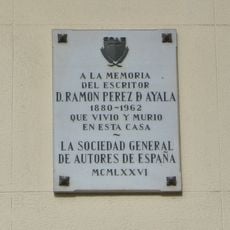 A LA MEMORIA
DEL ESCRITOR
D. RAMON PEREZ D AYALA
1880-1962
QUE VIVIO Y MURIO
EN ESTA CASA
~
LA SOCIEDAD GENERAL
DE AUTORES DE ESPAÑA
MCMLXXVI